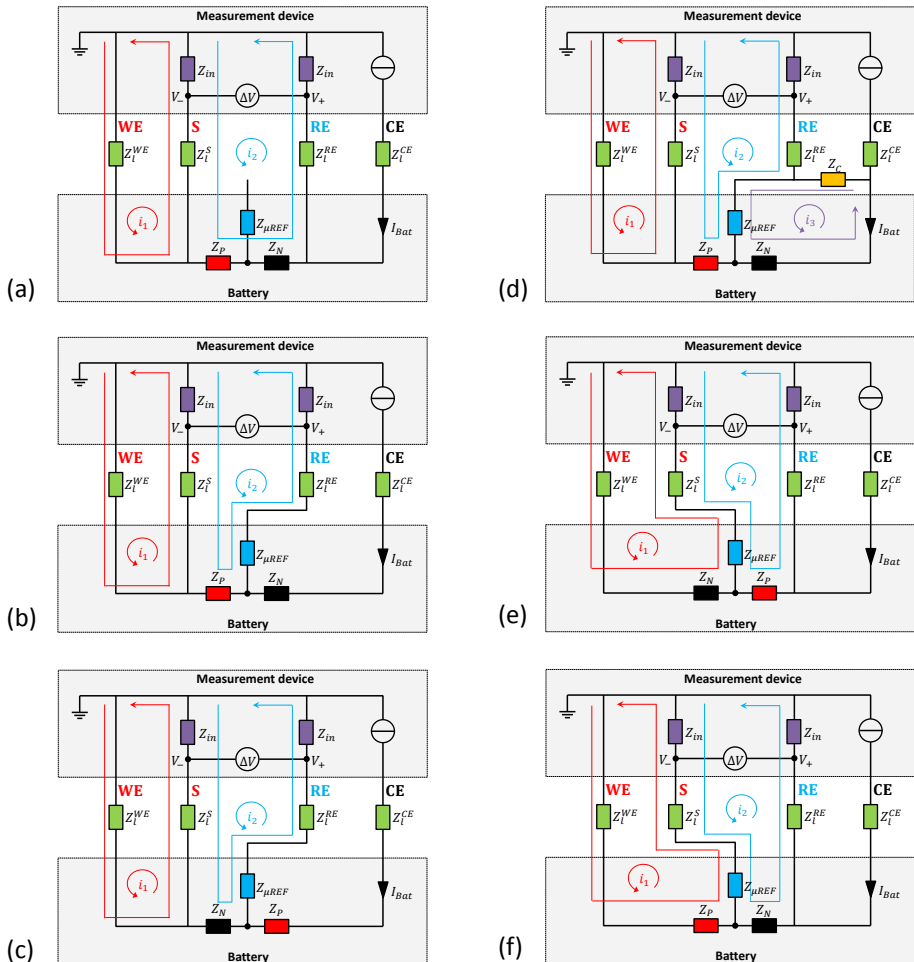 (a)
Measurement device
Z_in Z_in
V_- ΔV V_+
WE S RE CE
Z_l^WE Z_l^S i_2 Z_l^RE Z_l^CE
i_1 Z_μREF I_Bat
Z_P Z_N
Battery
(b)
Measurement device
Z_in Z_in
V_- ΔV V_+
WE S RE CE
Z_l^WE Z_l^S i_2 Z_l^RE Z_l^CE
i_1 Z_μREF I_Bat
Z_P Z_N
Battery
(c)
Measurement device
Z_in Z_in
V_- ΔV V_+
WE S RE CE
Z_l^WE Z_l^S i_2 Z_l^RE Z_l^CE
i_1 Z_μREF I_Bat
Z_N Z_P
Battery
(d)
Measurement device
Z_in Z_in
V_- ΔV V_+
WE S RE CE
Z_l^WE Z_l^S i_2 Z_l^RE Z_l^CE
Z_C
i_1 Z_μREF i_3 I_Bat
Z_P Z_N
Battery
(e)
Measurement device
Z_in Z_in
V_- ΔV V_+
WE S RE CE
Z_l^WE Z_l^S i_2 Z_l^RE Z_l^CE
i_1 Z_μREF I_Bat
Z_N Z_P
Battery
(f)
Measurement device
Z_in Z_in
V_- ΔV V_+
WE S RE CE
Z_l^WE Z_l^S i_2 Z_l^RE Z_l^CE
i_1 Z_μREF I_Bat
Z_P Z_N
Battery